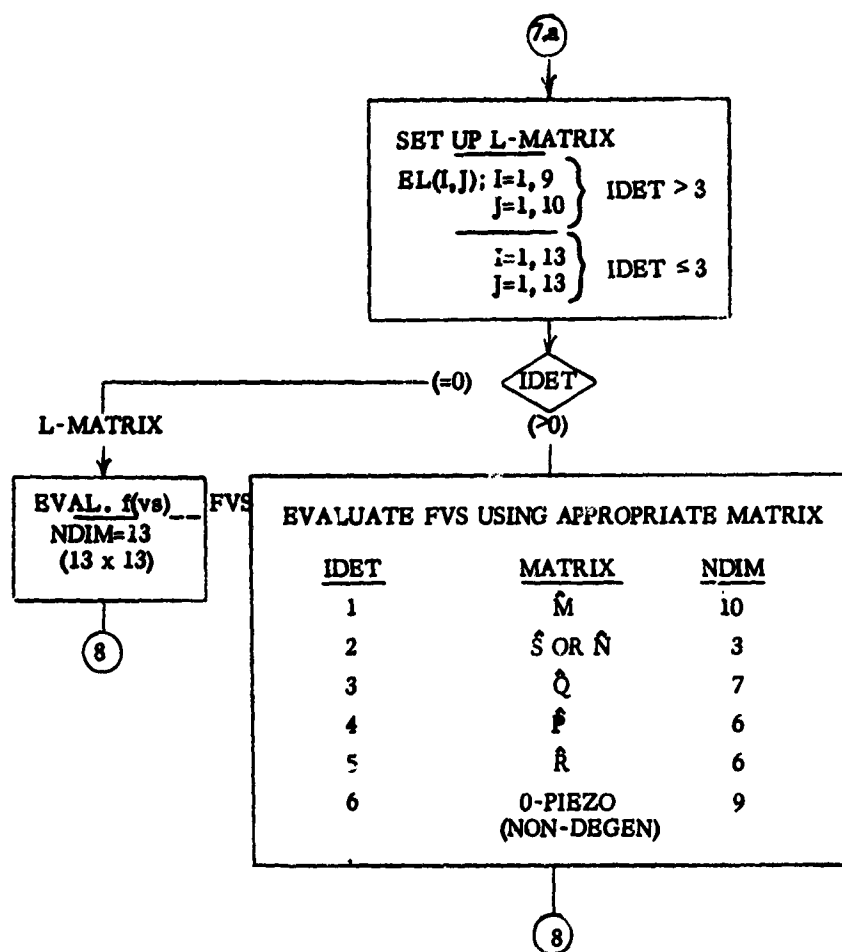 7,a
SET UP L-MATRIX
EL(I,J); I=1, 9
J=1, 10
IDET > 3
I=1, 13
J=1, 13
IDET ≤ 3
(=0)
IDET
(>0)
L-MATRIX
EVAL. f(vs)
FVS
NDIM=13
(13 x 13)
8
EVALUATE FVS USING APPROPRIATE MATRIX
IDET MATRIX NDIM
1 M̂ 10
2 Ŝ OR N̂ 3
3 Q̂ 7
4 P̂ 6
5 R̂ 6
6 0-PIEZO 9
(NON-DEGEN)
8